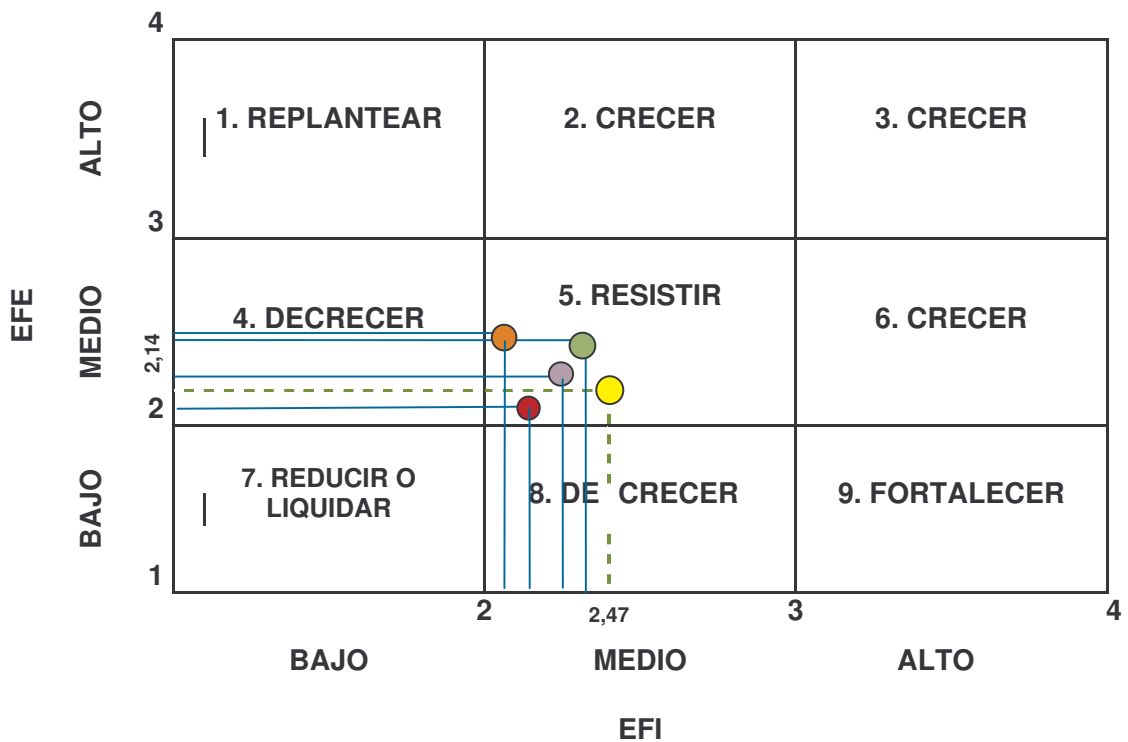 4
ALTO
1. REPLANTEAR
2. CRECER
3. CRECER
3
EFE
MEDIO
4. DECRECER
5. RESISTIR
6. CRECER
2,14
2
BAJO
7. REDUCIR O
LIQUIDAR
8. DE CRECER
9. FORTALECER
1
2
2,47
3
4
BAJO
MEDIO
ALTO
EFI